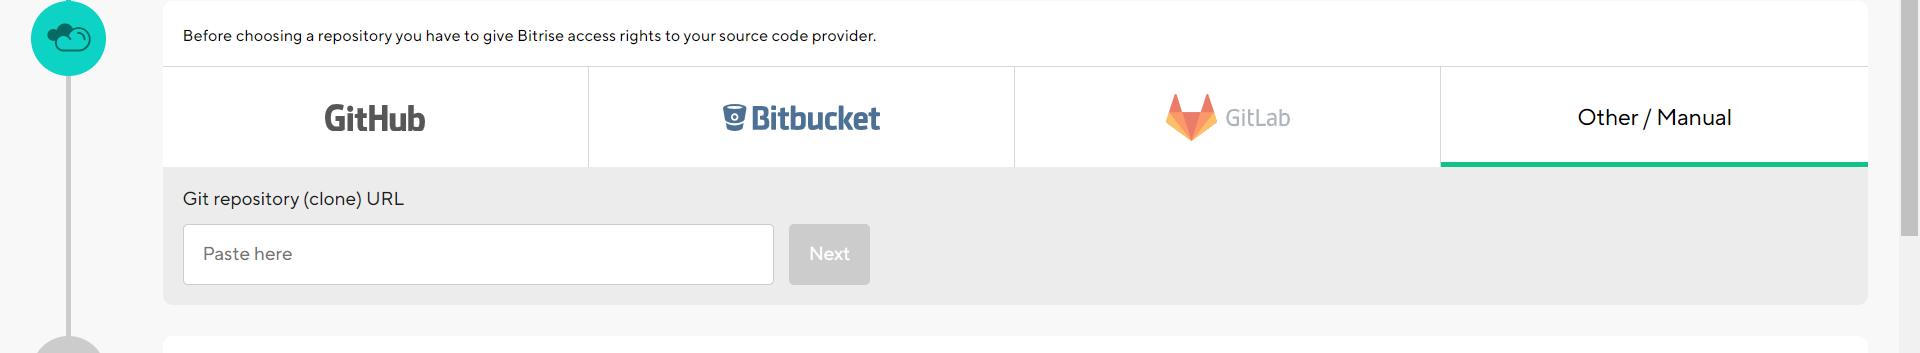 Before choosing a repository you have to give Bitrise access rights to your source code provider.
GitHub
Bitbucket
GitLab
Other / Manual
Git repository (clone) URL
Paste here
Next